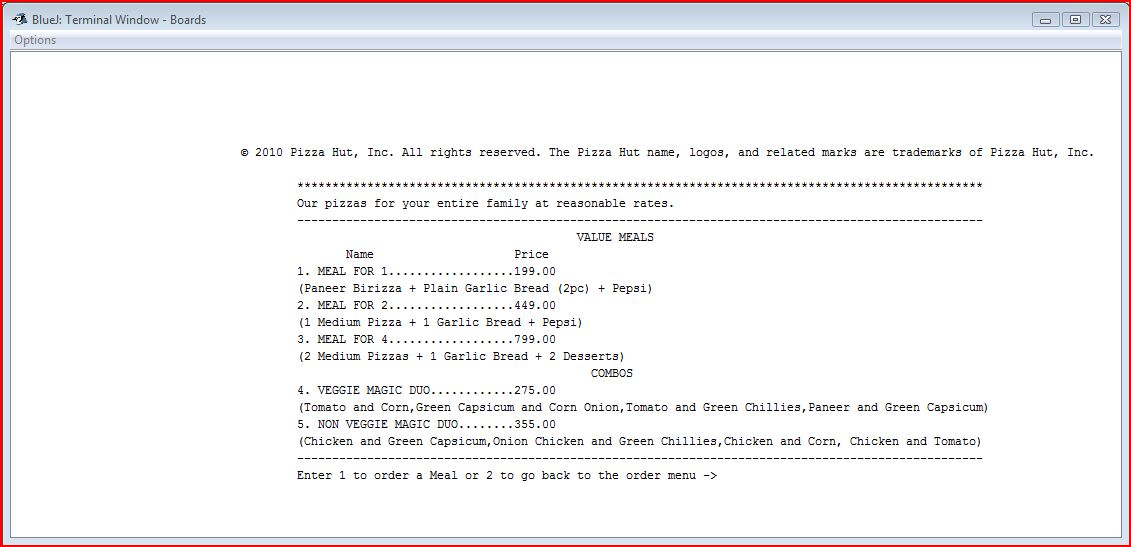 BlueJ: Terminal Window - Boards
Options
© 2010 Pizza Hut, Inc. All rights reserved. The Pizza Hut name, logos, and related marks are trademarks of Pizza Hut, Inc.
**************************************************************************************************
Our pizzas for your entire family at reasonable rates.
--------------------------------------------------------------------------------------------------
VALUE MEALS
Name Price
1. MEAL FOR 1..................199.00
(Paneer Birizza + Plain Garlic Bread (2pc) + Pepsi)
2. MEAL FOR 2..................449.00
(1 Medium Pizza + 1 Garlic Bread + Pepsi)
3. MEAL FOR 4..................799.00
(2 Medium Pizzas + 1 Garlic Bread + 2 Desserts)
COMBOS
4. VEGGIE MAGIC DUO............275.00
(Tomato and Corn,Green Capsicum and Corn Onion,Tomato and Green Chillies,Paneer and Green Capsicum)
5. NON VEGGIE MAGIC DUO........355.00
(Chicken and Green Capsicum,Onion Chicken and Green Chillies,Chicken and Corn, Chicken and Tomato)
--------------------------------------------------------------------------------------------------
Enter 1 to order a Meal or 2 to go back to the order menu ->